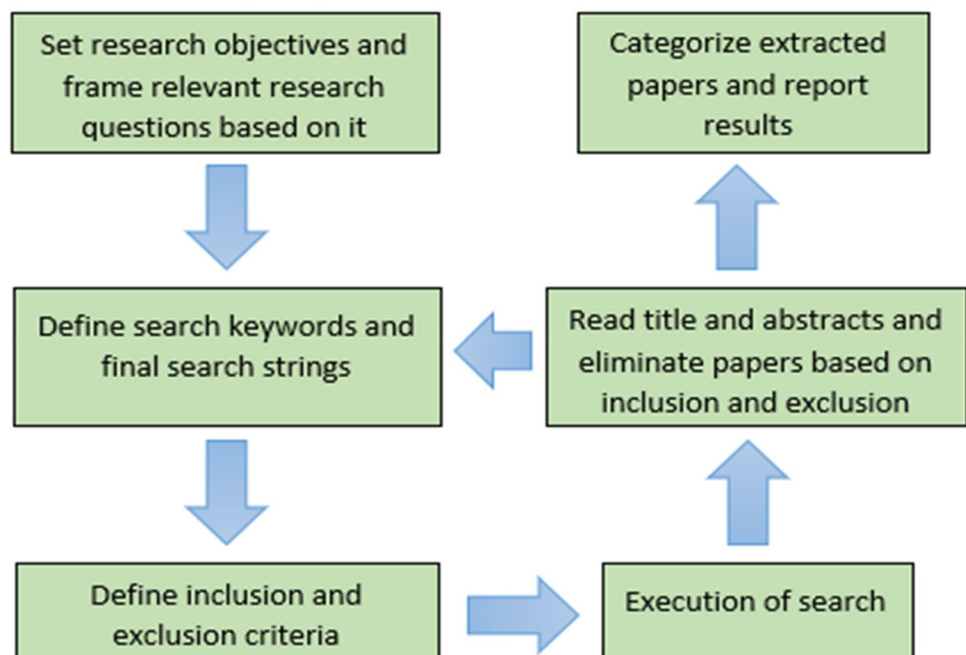 Set research objectives and
frame relevant research
questions based on it
Categorize extracted
papers and report
results
Define search keywords and
final search strings
Read title and abstracts and
eliminate papers based on
inclusion and exclusion
Define inclusion and
exclusion criteria
Execution of search